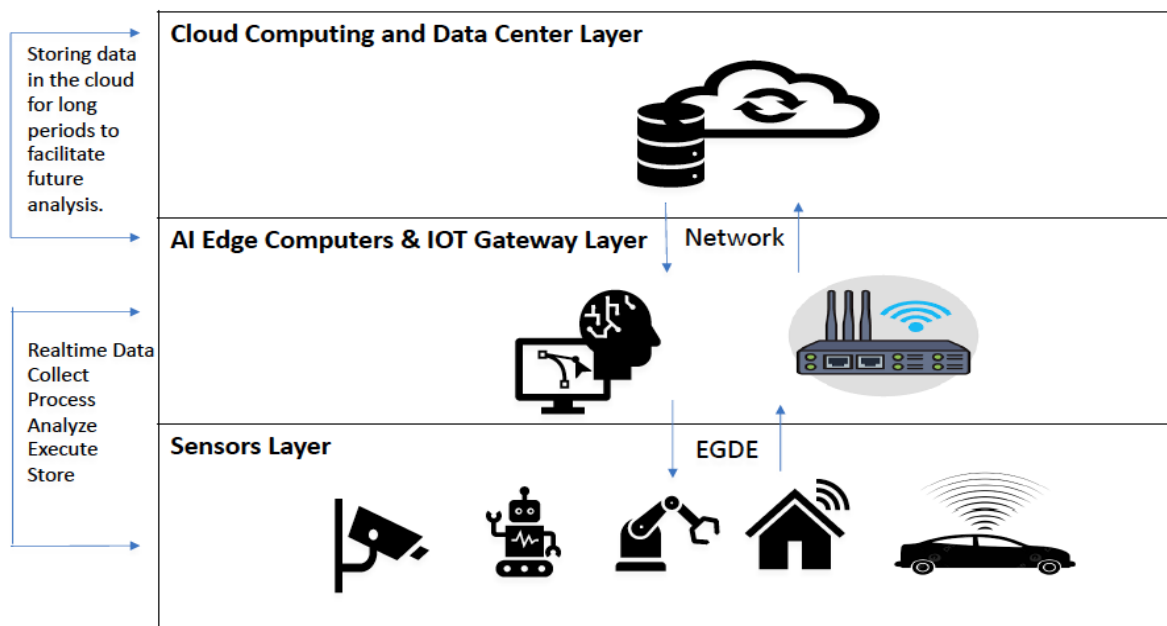 Cloud Computing and Data Center Layer
Storing data
in the cloud
for long
periods to
facilitate
future
analysis.
AI Edge Computers & IOT Gateway Layer
Network
Realtime Data
Collect
Process
Analyze
Execute
Store
Sensors Layer
EGDE